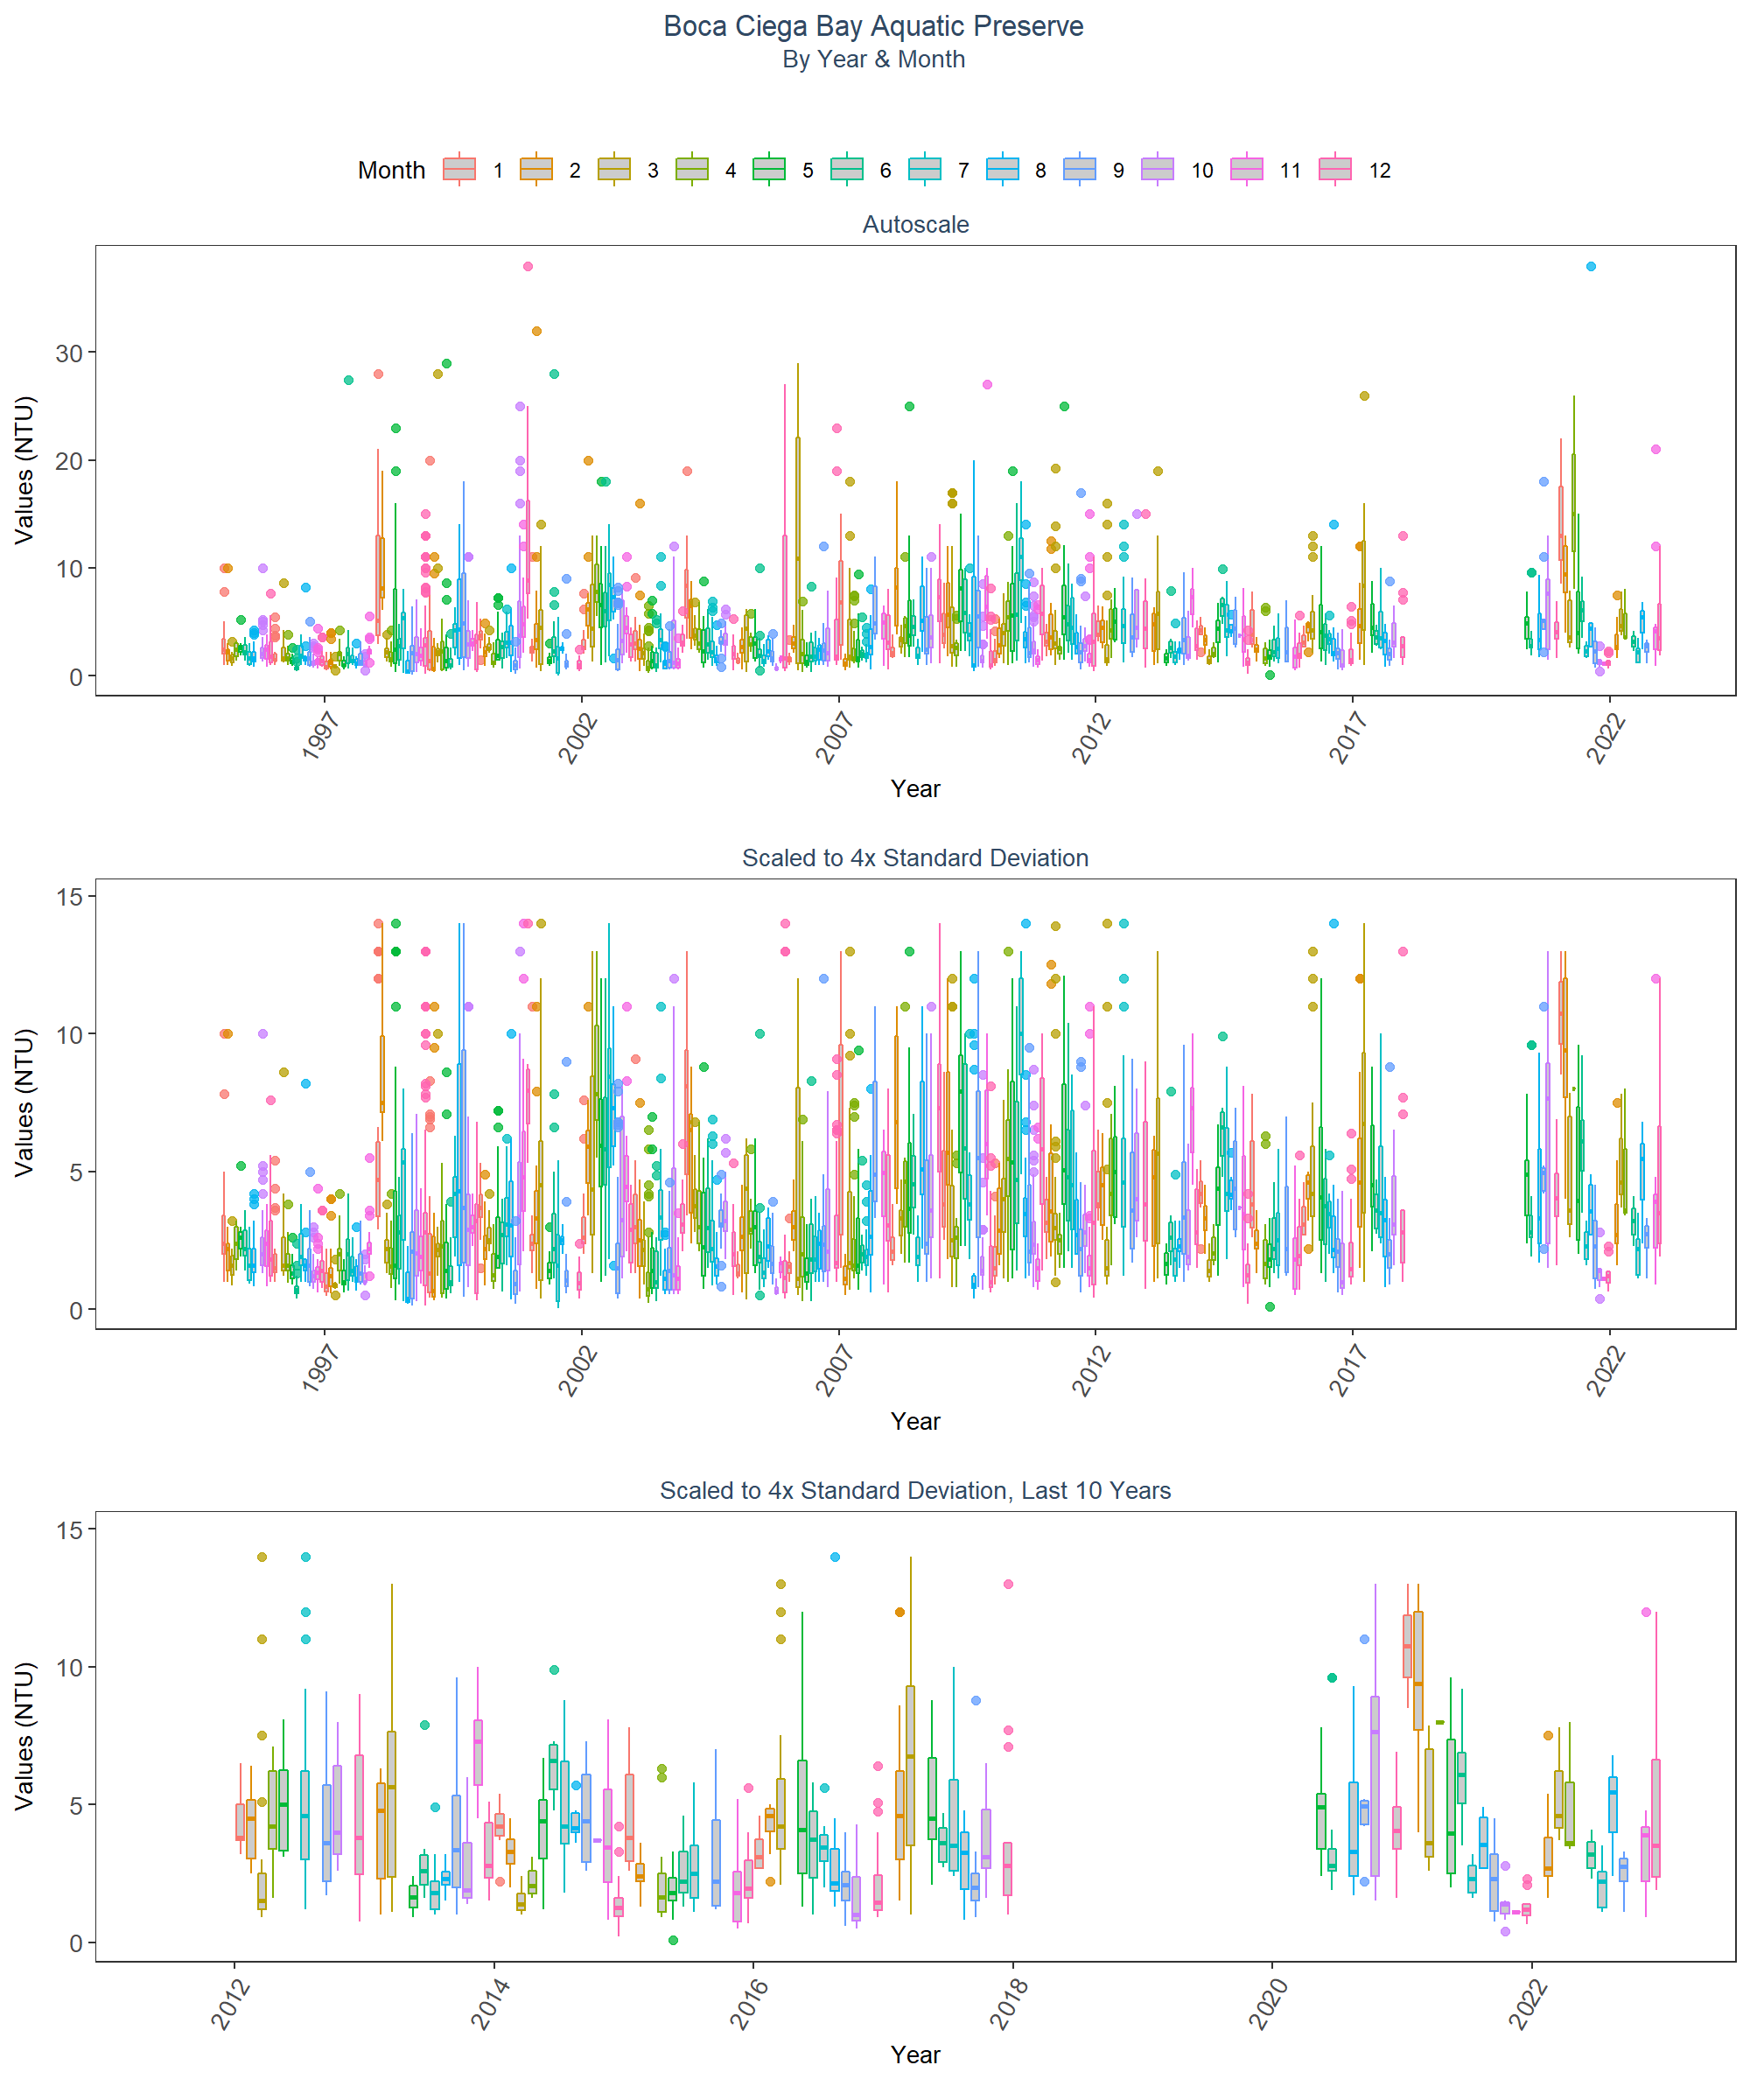 Boca Ciega Bay Aquatic Preserve
By Year & Month
Month 1 2 3 4 5 6 7 8 9 10 11 12
Autoscale
Values (NTU)
30
20
10
0
1997 2002 2007 2012 2017 2022
Year
Scaled to 4x Standard Deviation
Values (NTU)
15
10
5
0
1997 2002 2007 2012 2017 2022
Year
Scaled to 4x Standard Deviation, Last 10 Years
Values (NTU)
15
10
5
0
2012 2014 2016 2018 2020 2022
Year